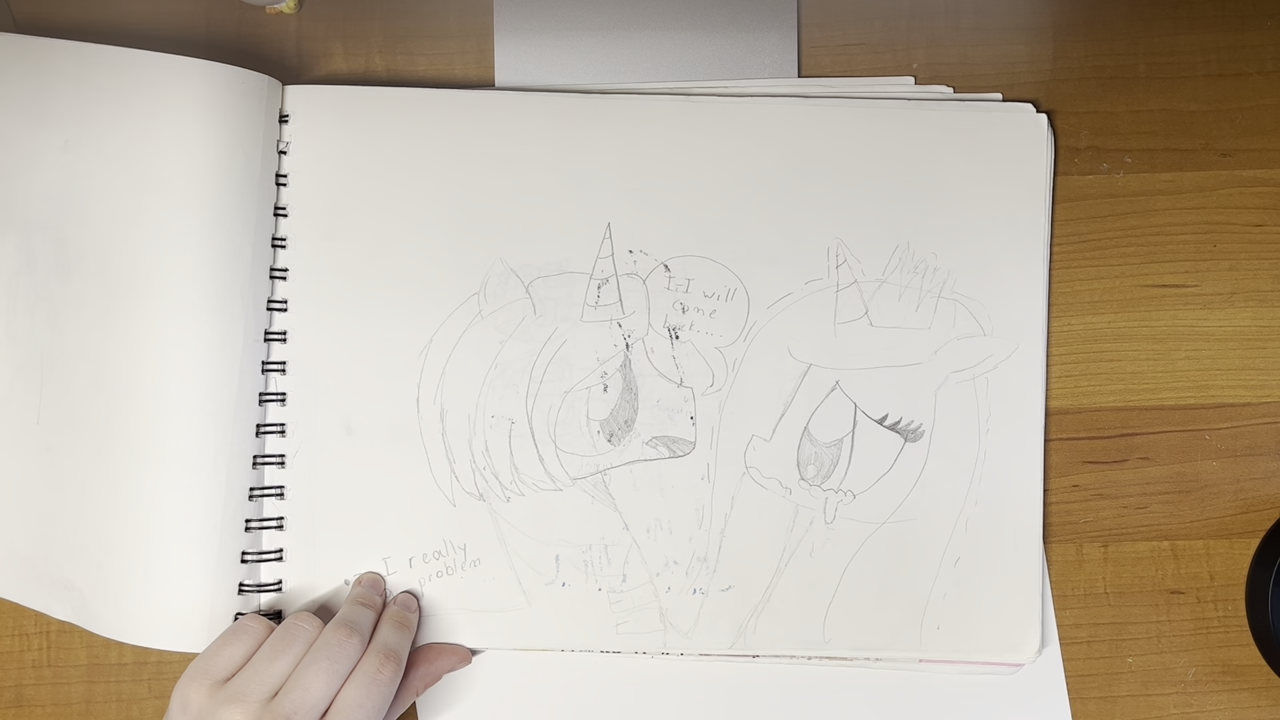 I-I will
come
back....
I really
problem